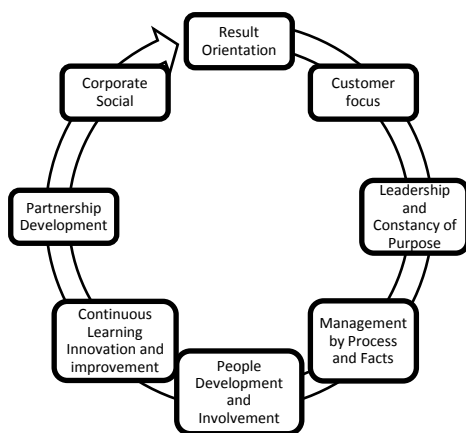 Result
Orientation
Customer
focus
Leadership
and
Constancy of
Purpose
Management
by Process
and Facts
People
Development
and
Involvement
Continuous
Learning
Innovation and
improvement
Partnership
Development
Corporate
Social